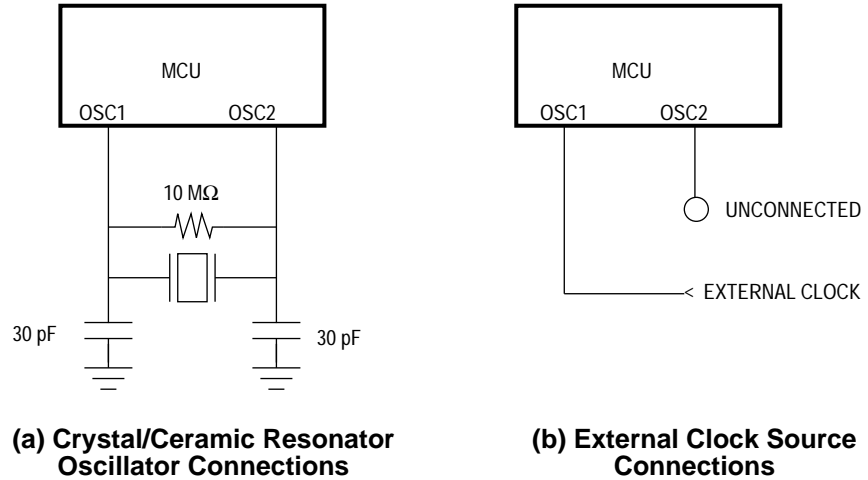 MCU
OSC1 OSC2
10 MΩ
30 pF 30 pF
(a) Crystal/Ceramic Resonator
Oscillator Connections
MCU
OSC1 OSC2
UNCONNECTED
< EXTERNAL CLOCK
(b) External Clock Source
Connections